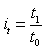 i_t = t_1 / t_0